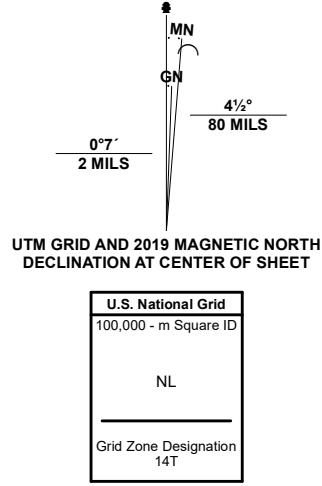 MN
GN
4½°
80 MILS
0°7´
2 MILS
UTM GRID AND 2019 MAGNETIC NORTH
DECLINATION AT CENTER OF SHEET
U.S. National Grid
100,000 - m Square ID
NL
Grid Zone Designation
14T